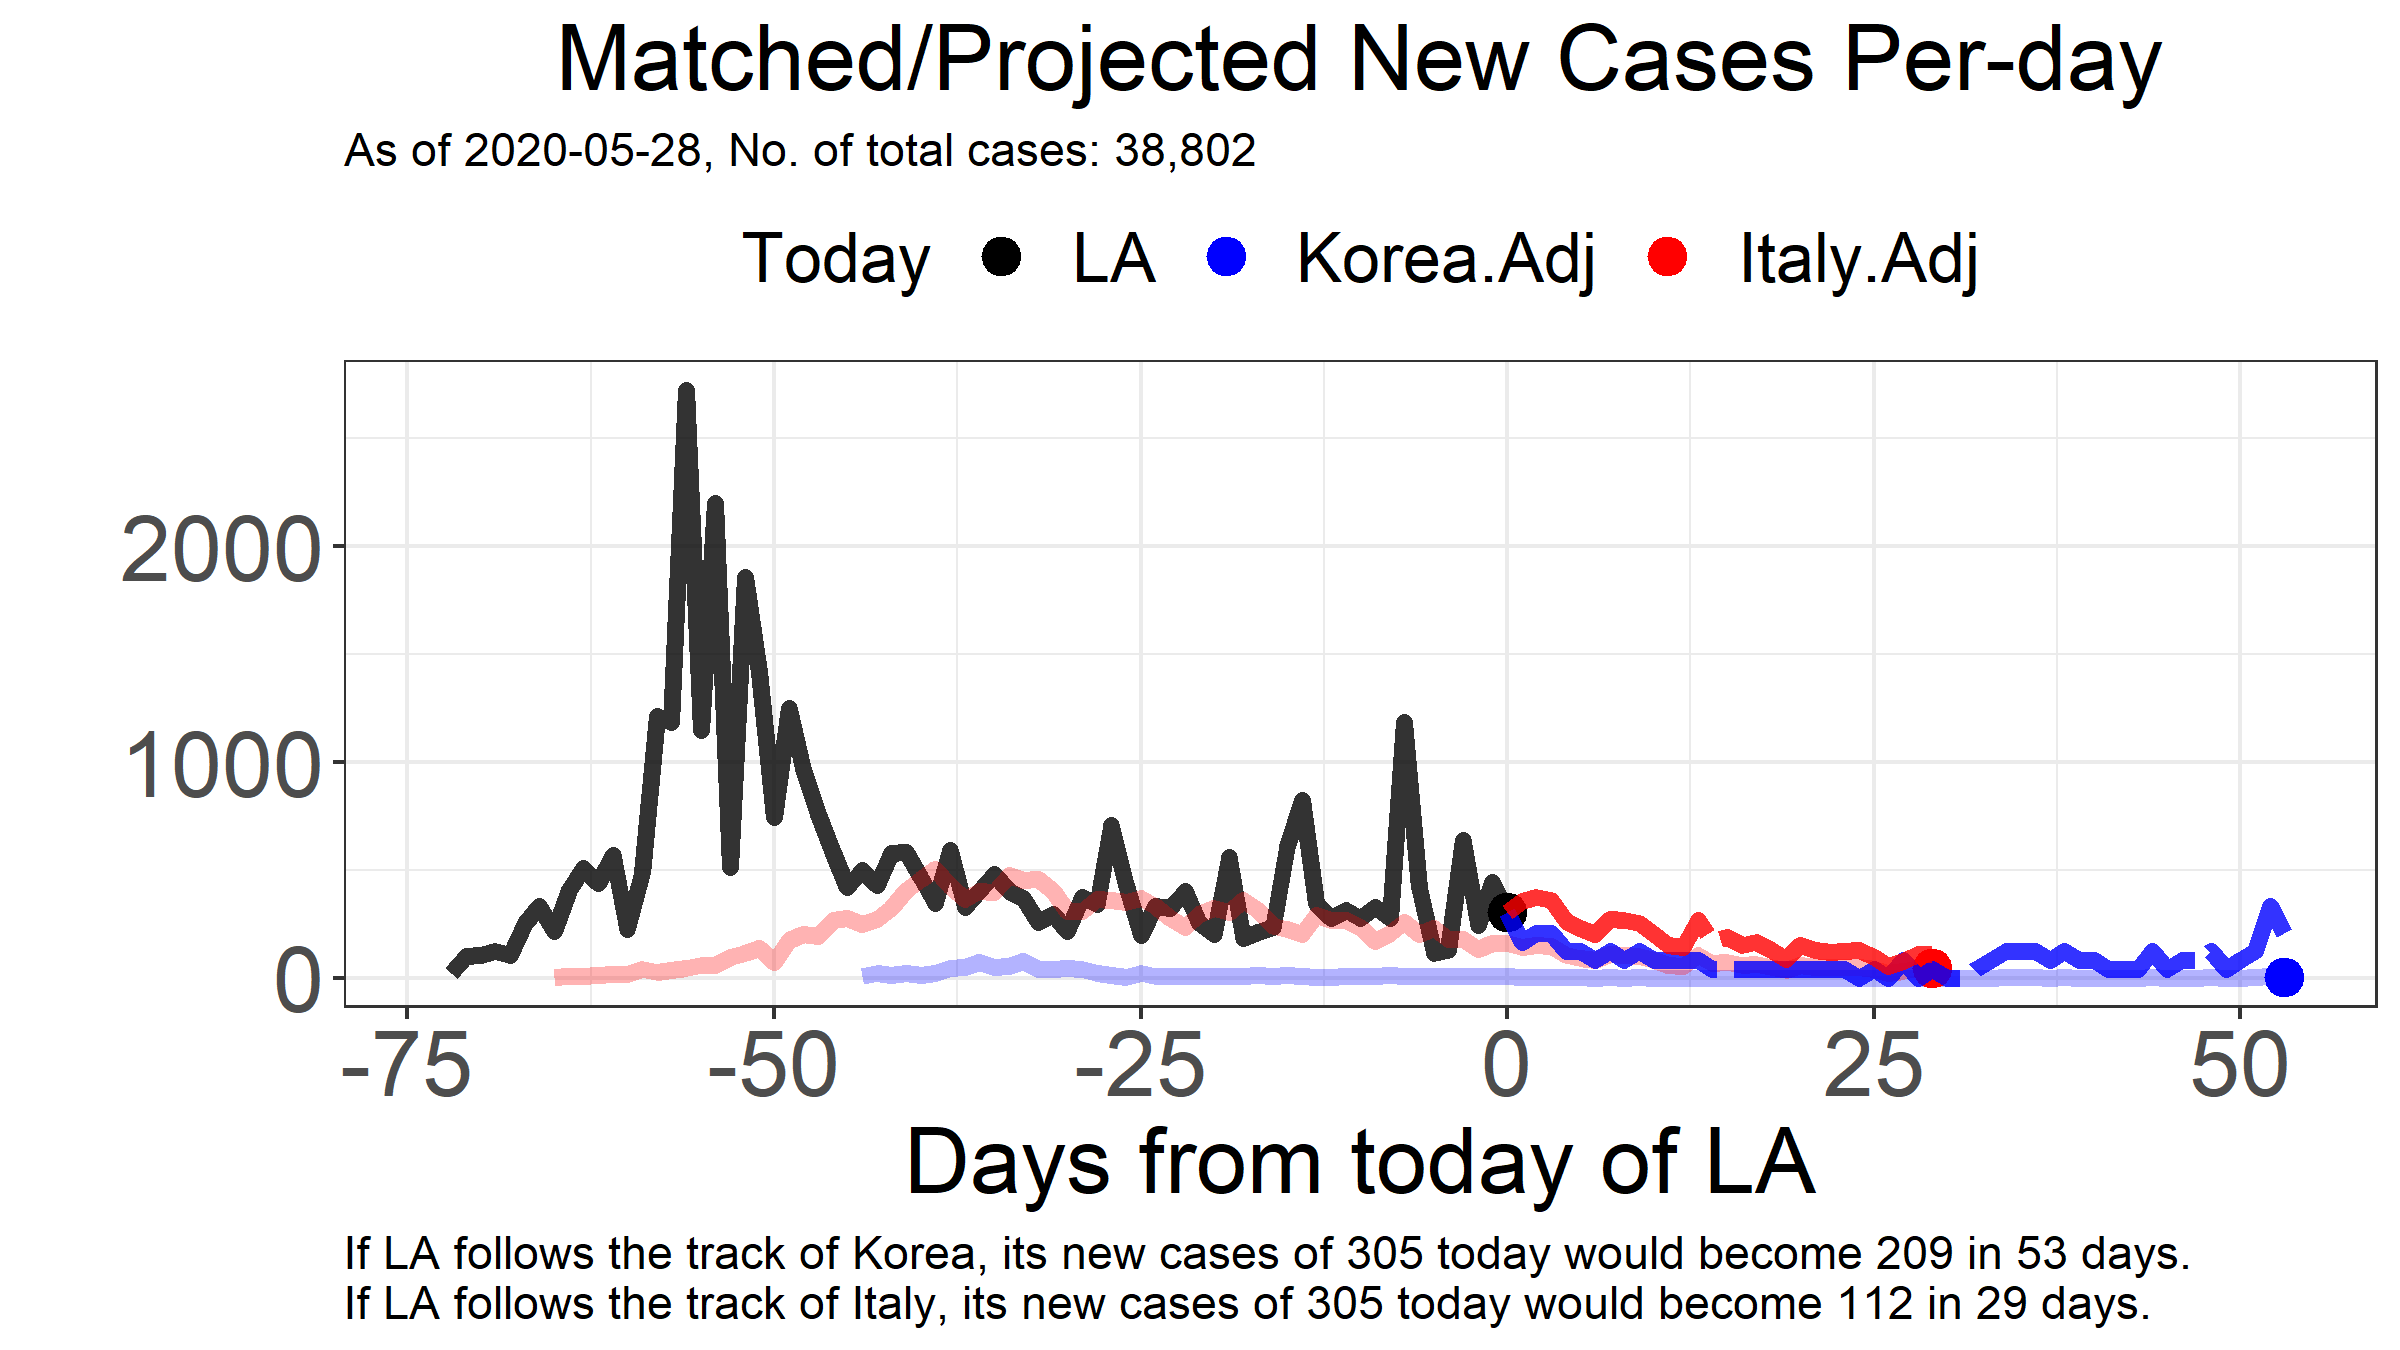 Matched/Projected New Cases Per-day
As of 2020-05-28, No. of total cases: 38,802
Today LA Korea.Adj Italy.Adj
2000
1000
0
-75 -50 -25 0 25 50
Days from today of LA
If LA follows the track of Korea, its new cases of 305 today would become 209 in 53 days.
If LA follows the track of Italy, its new cases of 305 today would become 112 in 29 days.